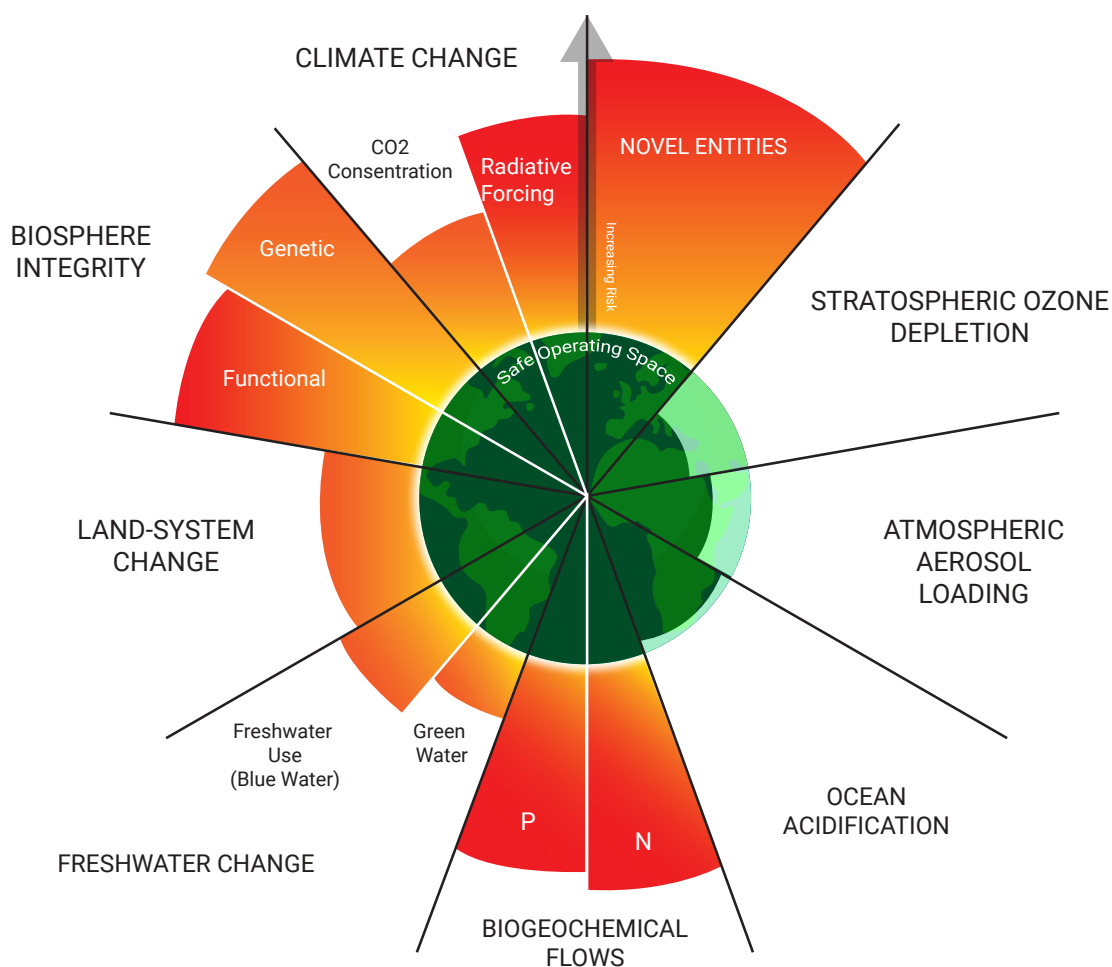 CLIMATE CHANGE
CO2
Consentration
Radiative
Forcing
NOVEL ENTITIES
Increasing Risk
BIOSPHERE
INTEGRITY
Genetic
Functional
STRATOSPHERIC OZONE
DEPLETION
Safe Operating Space
LAND-SYSTEM
CHANGE
ATMOSPHERIC
AEROSOL
LOADING
Freshwater
Use
(Blue Water)
Green
Water
FRESHWATER CHANGE
P
N
BIOGEOCHEMICAL
FLOWS
OCEAN
ACIDIFICATION